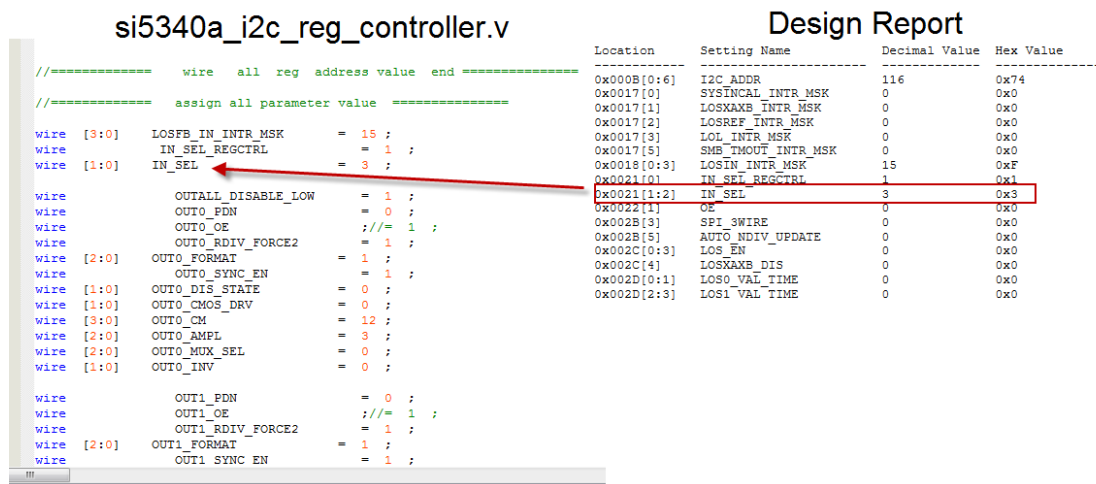 si5340a_i2c_reg_controller.v
//============= wire all reg address value end ===============
//============= assign all parameter value ===============
wire [3:0] LOSFB_IN_INTR_MSK = 15 ;
wire IN_SEL_REGCTRL = 1 ;
wire [1:0] IN_SEL = 3 ;
wire OUTALL_DISABLE_LOW = 1 ;
wire OUT0_PDN = 0 ;
wire OUT0_OE ;//= 1 ;
wire OUT0_RDIV_FORCE2 = 1 ;
wire [2:0] OUT0_FORMAT = 1 ;
wire OUT0_SYNC_EN = 1 ;
wire [1:0] OUT0_DIS_STATE = 0 ;
wire [1:0] OUT0_CMOS_DRV = 0 ;
wire [3:0] OUT0_CM = 12 ;
wire [2:0] OUT0_AMPL = 3 ;
wire [2:0] OUT0_MUX_SEL = 0 ;
wire [1:0] OUT0_INV = 0 ;
wire OUT1_PDN = 0 ;
wire OUT1_OE ;//= 1 ;
wire OUT1_RDIV_FORCE2 = 1 ;
wire [2:0] OUT1_FORMAT = 1 ;
wire OUT1_SYNC_EN = 1 ;
Design Report
Location Setting Name Decimal Value Hex Value
------------ ---------------------- ------------- -------------
0x000B[0:6] I2C_ADDR 116 0x74
0x0017[0] SYSINCAL_INTR_MSK 0 0x0
0x0017[1] LOSXAXB_INTR_MSK 0 0x0
0x0017[2] LOSREF_INTR_MSK 0 0x0
0x0017[3] LOL_INTR_MSK 0 0x0
0x0017[5] SMB_TMOUT_INTR_MSK 0 0x0
0x0018[0:3] LOSIN_INTR_MSK 15 0xF
0x0021[0] IN_SEL_REGCTRL 1 0x1
0x0021[1:2] IN_SEL 3 0x3
0x0022[1] OE 0 0x0
0x002B[3] SPI_3WIRE 0 0x0
0x002B[5] AUTO_NDIV_UPDATE 0 0x0
0x002C[0:3] LOS_EN 0 0x0
0x002C[4] LOSXAXB_DIS 0 0x0
0x002D[0:1] LOS0_VAL_TIME 0 0x0
0x002D[2:3] LOS1 VAL TIME 0 0x0